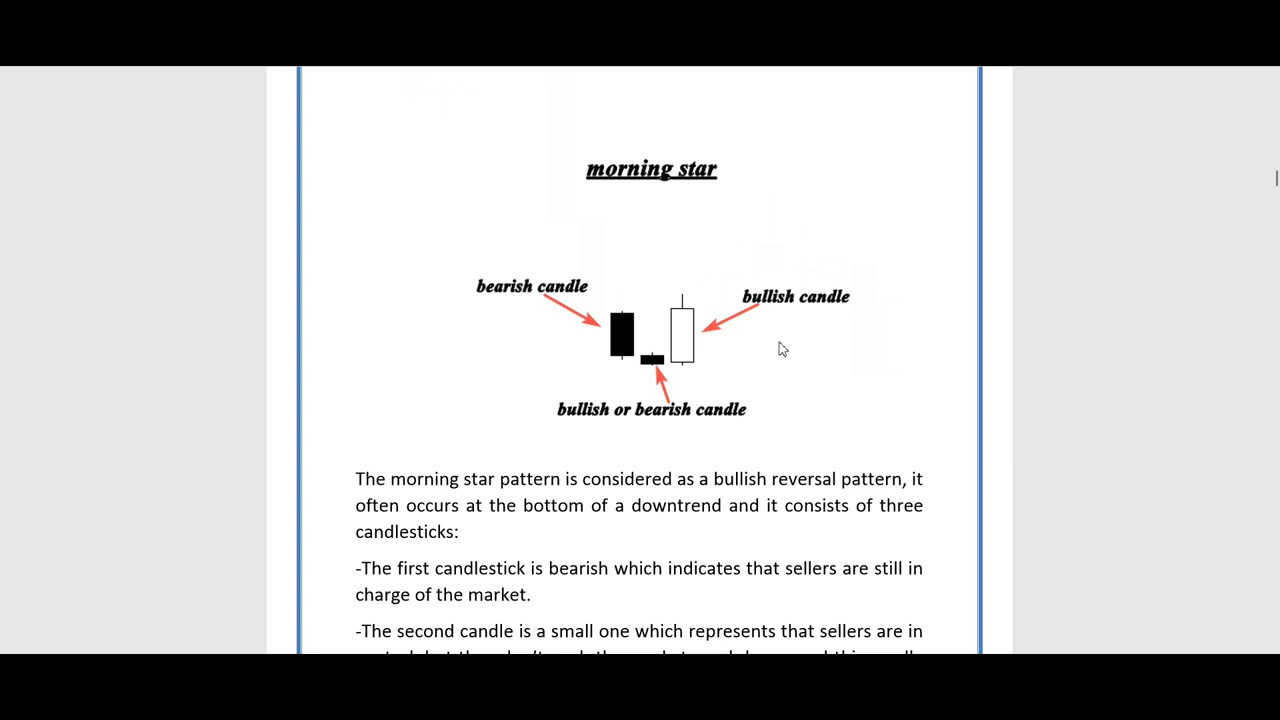 morning star
bearish candle
bullish candle
bullish or bearish candle
The morning star pattern is considered as a bullish reversal pattern, it
often occurs at the bottom of a downtrend and it consists of three
candlesticks:
-The first candlestick is bearish which indicates that sellers are still in
charge of the market.
-The second candle is a small one which represents that sellers are in